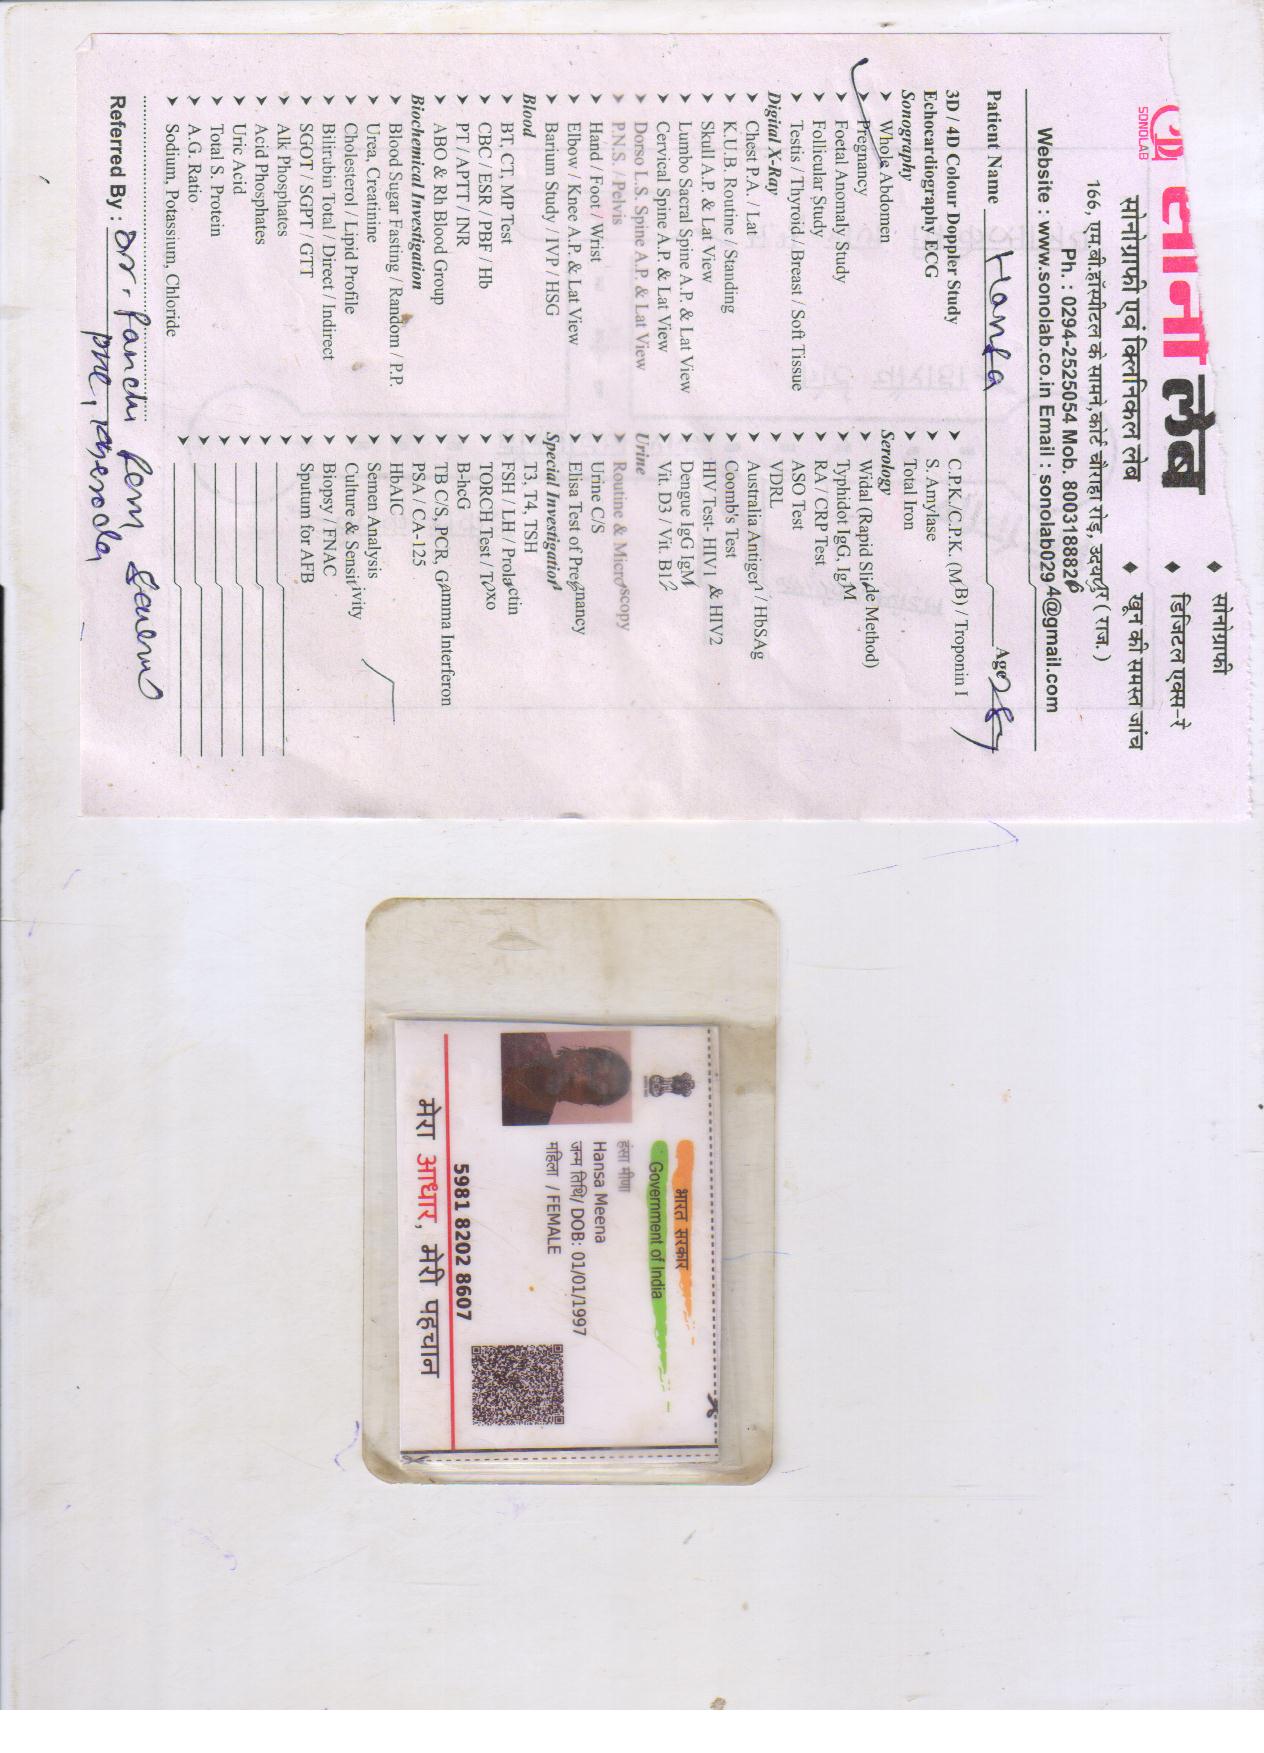 SONOLAB
सोनो लेब
सोनोग्राफी एवं क्लिनिकल लेब
◆ सोनोग्राफी
◆ डिजिटल एक्स-रे
◆ खून की समस्त जांच
166, एम.बी.हॉस्पीटल के सामने,कोर्ट चौराहा रोड़, उदयपुर ( राज. )
Ph. : 0294-2525054 Mob. 8003188826
Website : www.sonolab.co.in Email : sonolab0294@gmail.com
Patient Name Hansa Age 28y
3D / 4D Colour Doppler Study
Echocardiography ECG
Sonography
➤ Whole Abdomen
➤ Pregnancy
➤ Foetal Anomaly Study
➤ Follicular Study
➤ Testis / Thyroid / Breast / Soft Tissue
Digital X-Ray
➤ Chest P.A. / Lat
➤ K.U.B. Routine / Standing
➤ Skull A.P. & Lat View
➤ Lumbo Sacral Spine A.P. & Lat View
➤ Cervical Spine A.P. & Lat View
➤ Dorso L.S. Spine A.P. & Lat View
➤ P.N.S. / Pelvis
➤ Hand / Foot / Wrist
➤ Elbow / Knee A.P. & Lat View
➤ Barium Study / IVP / HSG
Blood
➤ BT, CT, MP Test
➤ CBC / ESR / PBF / Hb
➤ PT / APTT / INR
➤ ABO & Rh Blood Group
Biochemical Investigation
➤ Blood Sugar Fasting / Random / P.P.
➤ Urea, Creatinine
➤ Cholesterol / Lipid Profile
➤ Bilirubin Total / Direct / Indirect
➤ SGOT / SGPT / GTT
➤ Alk Phosphates
➤ Acid Phosphates
➤ Uric Acid
➤ Total S. Protein
➤ A.G. Ratio
➤ Sodium, Potassium, Chloride
➤ C.P.K./C.P.K. (M.B) / Troponin I
➤ S. Amylase
➤ Total Iron
Serology
➤ Widal (Rapid Slide Method)
➤ Typhidot IgG, IgM
➤ RA / CRP Test
➤ ASO Test
➤ VDRL
➤ Australia Antigen / HbSAg
➤ Coomb's Test
➤ HIV Test- HIV1 & HIV2
➤ Dengue IgG IgM
➤ Vit. D3 / Vit. B12
Urine
➤ Routine & Microscopy
➤ Urine C/S
➤ Elisa Test of Pregnancy
Special Investigation
➤ T3, T4, TSH
➤ FSH / LH / Prolactin
➤ TORCH Test / Toxo
➤ B-hcG
➤ TB C/S, PCR, Gamma Interferon
➤ PSA / CA-125
➤ HbAIC
➤ Semen Analysis
➤ Culture & Sensitivity
➤ Biopsy / FNAC
➤ Sputum for AFB
Referred By :
भारत सरकार
Government of India
हंसा मीणा
Hansa Meena
जन्म तिथि/ DOB: 01/01/1997
महिला / FEMALE
5981 8202 8607
मेरा आधार, मेरी पहचान